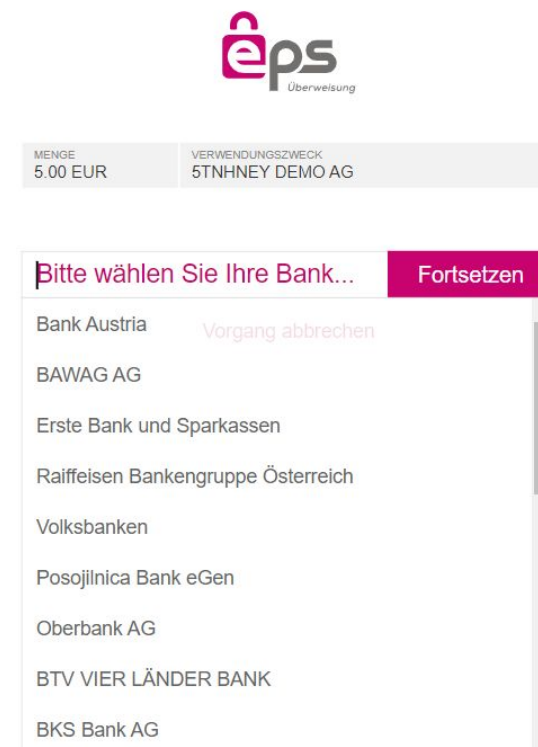 eps
Überweisung
MENGE
5.00 EUR
VERWENDUNGSZWECK
5TNHNEY DEMO AG
Bitte wählen Sie Ihre Bank...
Fortsetzen
Bank Austria
Vorgang abbrechen
BAWAG AG
Erste Bank und Sparkassen
Raiffeisen Bankengruppe Österreich
Volksbanken
Posojilnica Bank eGen
Oberbank AG
BTV VIER LÄNDER BANK
BKS Bank AG